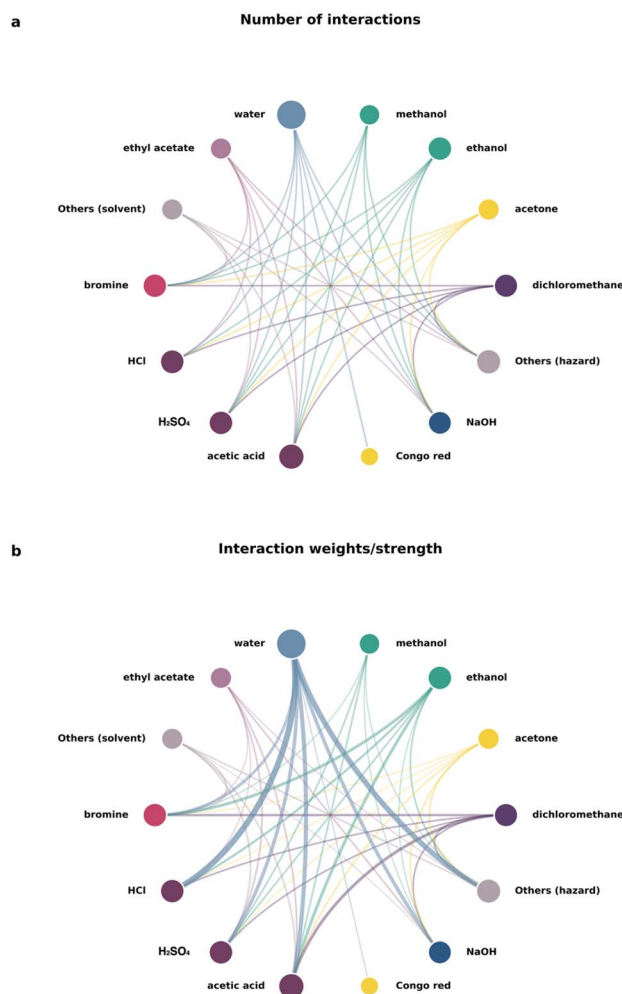 a
Number of interactions
water
methanol
ethyl acetate
ethanol
Others (solvent)
acetone
bromine
dichloromethane
HCl
Others (hazard)
H₂SO₄
NaOH
acetic acid
Congo red
b
Interaction weights/strength
water
methanol
ethyl acetate
ethanol
Others (solvent)
acetone
bromine
dichloromethane
HCl
Others (hazard)
H₂SO₄
NaOH
acetic acid
Congo red